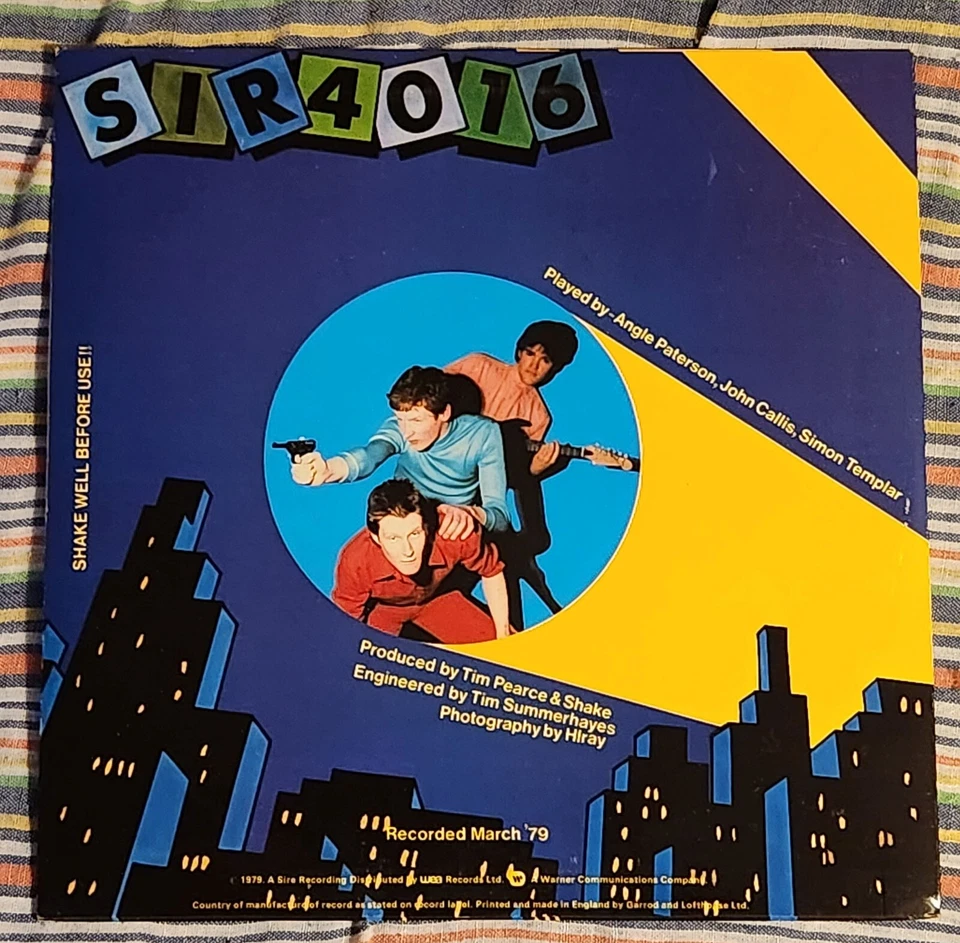 SIR4016
Played by - Angle Paterson, John Callis, Simon Templar
SHAKE WELL BEFORE USE!!
Produced by Tim Pearce & Shake
Engineered by Tim Summerhayes
Photography by HIray
Recorded March '79
1979. A Sire Recording Distributed by wea Records Ltd. A Warner Communications Company.
Country of manufacture of record as stated on record label. Printed and made in England by Garrod and Lofthouse Ltd.